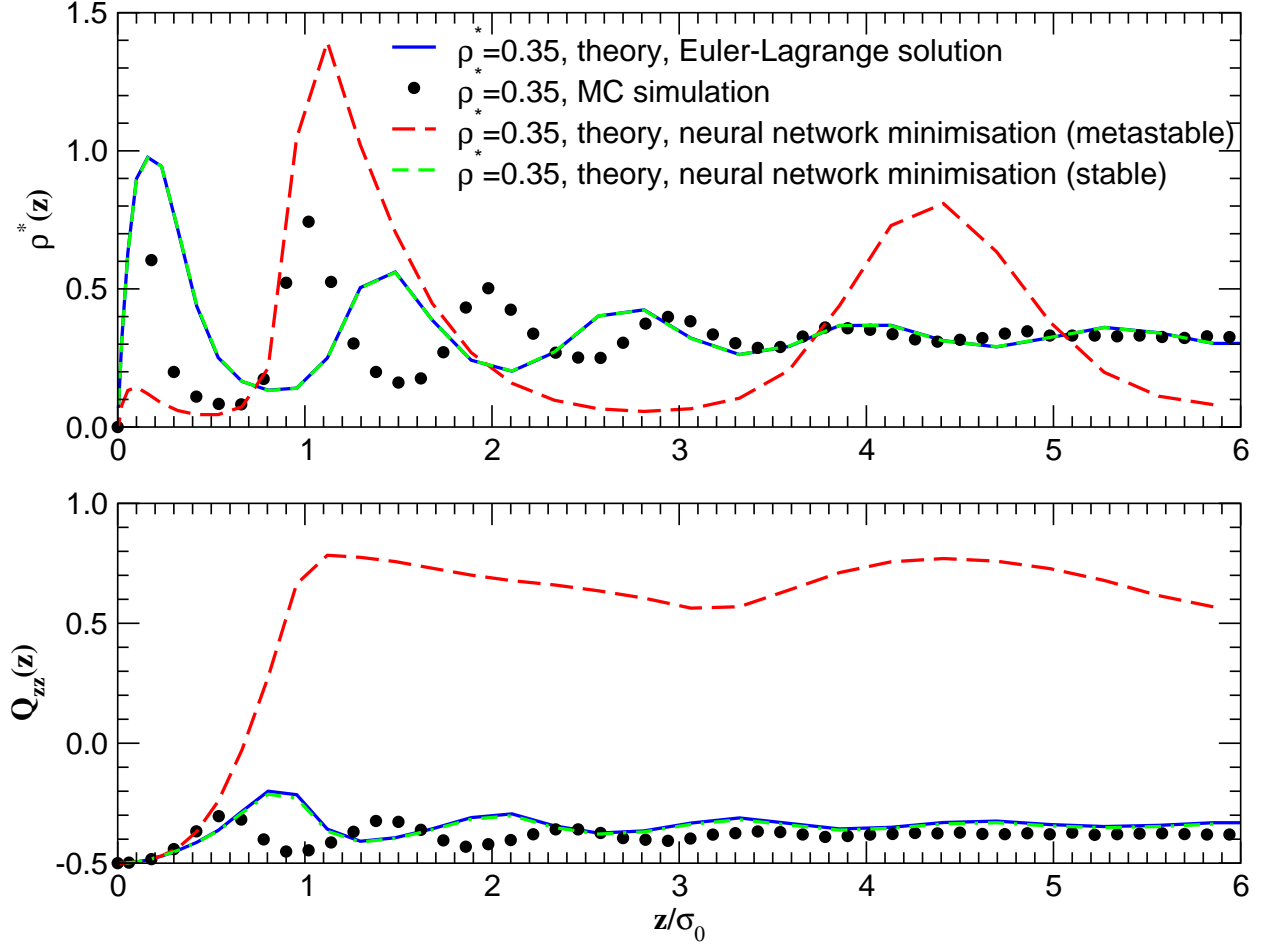 1.5
ρ*=0.35, theory, Euler-Lagrange solution
ρ*=0.35, MC simulation
ρ*=0.35, theory, neural network minimisation (metastable)
ρ*=0.35, theory, neural network minimisation (stable)
1.0
ρ*(z)
0.5
0.0
0 1 2 3 4 5 6
1.0
0.5
Qzz(z)
0.0
-0.5
0 1 2 3 4 5 6
z/σ0